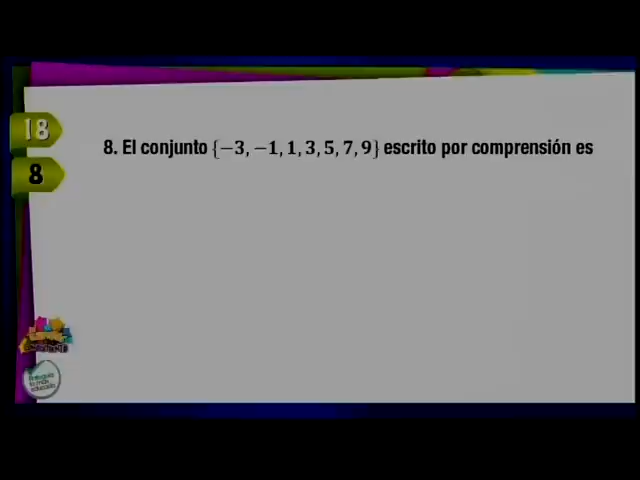 18
8. El conjunto {−3, −1, 1, 3, 5, 7, 9} escrito por comprensión es
8